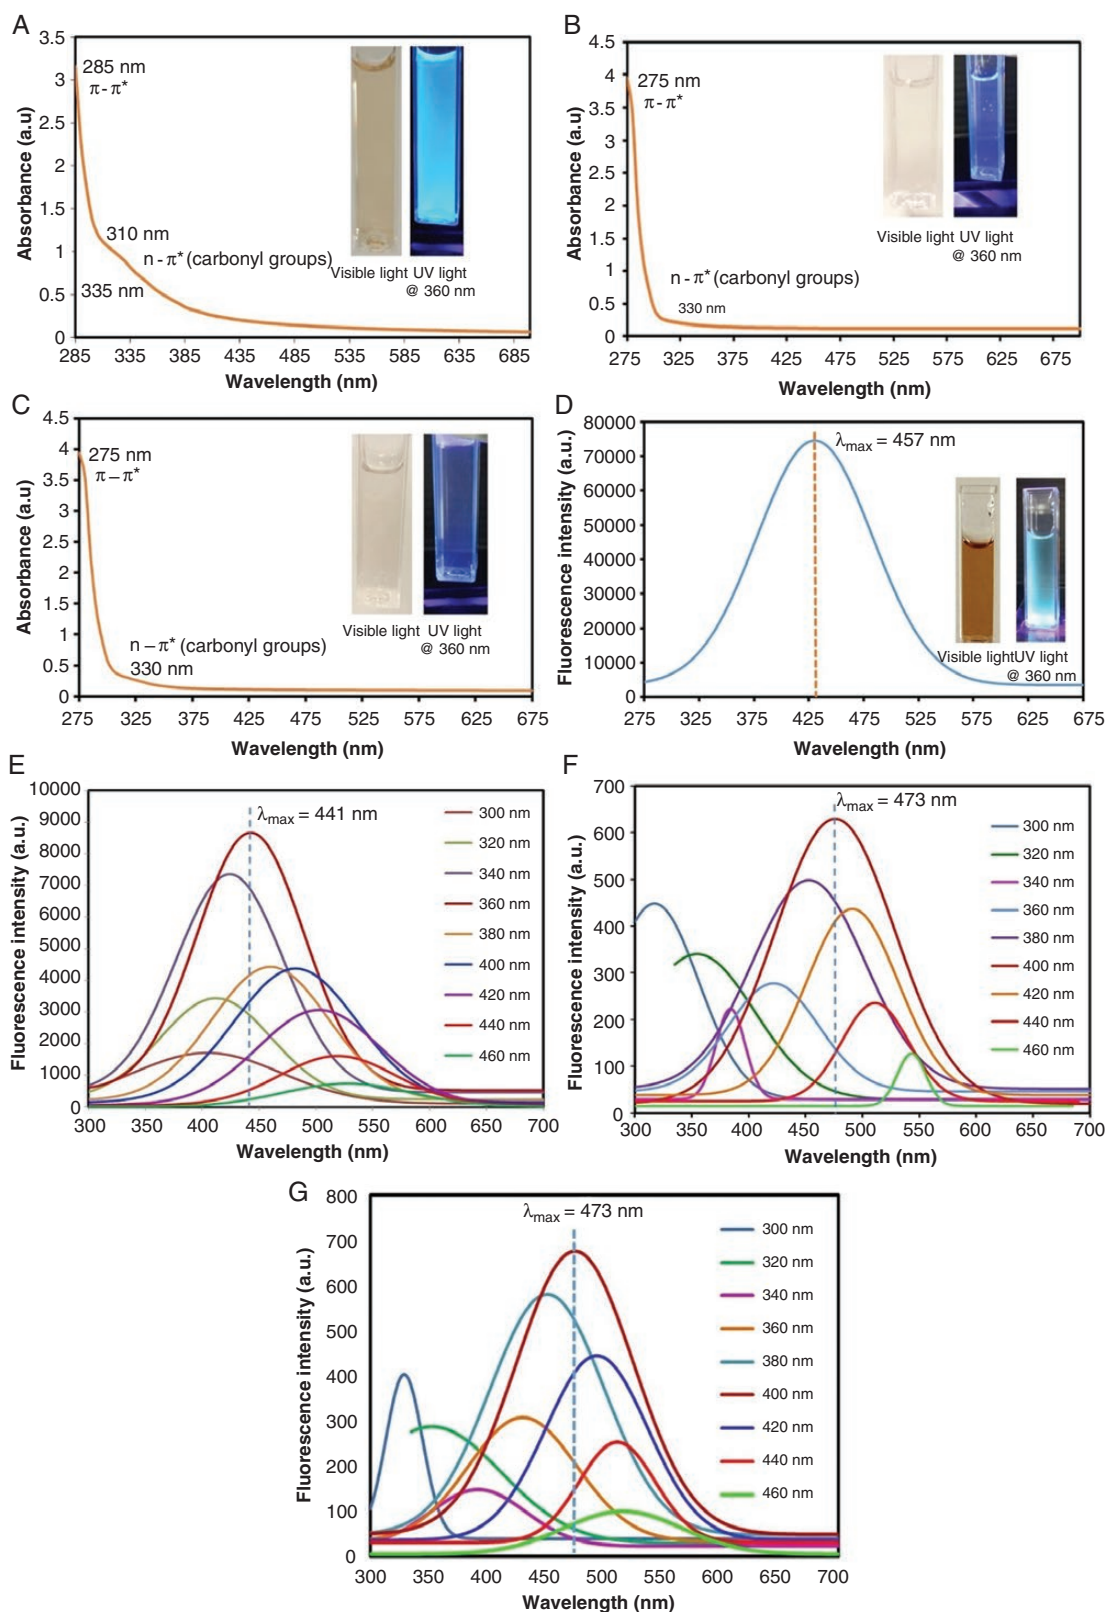 A
3.5
3
2.5
2
1.5
1
0.5
0
Absorbance (a.u)
285 nm
π-π*
310 nm
n-π* (carbonyl groups)
335 nm
Visible light UV light
@ 360 nm
285 335 385 435 485 535 585 635 685
Wavelength (nm)
B
4.5
4
3.5
3
2.5
2
1.5
1
0.5
0
Absorbance (a.u)
275 nm
π-π*
Visible light UV light
@ 360 nm
n-π* (carbonyl groups)
330 nm
275 325 375 425 475 525 575 625 675
Wavelength (nm)
C
4.5
4
3.5
3
2.5
2
1.5
1
0.5
0
Absorbance (a.u)
275 nm
π–π*
Visible light UV light
@ 360 nm
n–π* (carbonyl groups)
330 nm
275 325 375 425 475 525 575 625 675
Wavelength (nm)
D
80000
70000
60000
50000
40000
30000
20000
10000
0
Fluorescence intensity (a.u.)
λmax = 457 nm
Visible light UV light
@ 360 nm
275 325 375 431 475 525 575 625 675
Wavelength (nm)
E
10000
9000
8000
7000
6000
5000
4000
3000
2000
1000
0
Fluorescence intensity (a.u.)
λmax = 441 nm
300 nm
320 nm
340 nm
360 nm
380 nm
400 nm
420 nm
440 nm
460 nm
300 350 400 450 500 550 600 650 700
Wavelength (nm)
F
700
600
500
400
300
200
100
0
Fluorescence intensity (a.u.)
λmax = 473 nm
300 nm
320 nm
340 nm
360 nm
380 nm
400 nm
420 nm
440 nm
460 nm
300 350 400 450 500 550 600 650 700
Wavelength (nm)
G
800
700
600
500
400
300
200
100
0
Fluorescence intensity (a.u.)
λmax = 473 nm
300 nm
320 nm
340 nm
360 nm
380 nm
400 nm
420 nm
440 nm
460 nm
300 350 400 450 500 550 600 650 700
Wavelength (nm)